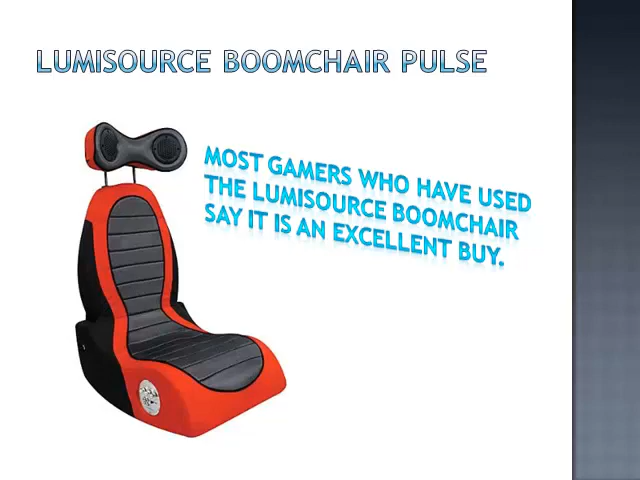 LUMISOURCE BOOMCHAIR PULSE
MOST GAMERS WHO HAVE USED
THE LUMISOURCE BOOMCHAIR
SAY IT IS AN EXCELLENT BUY.